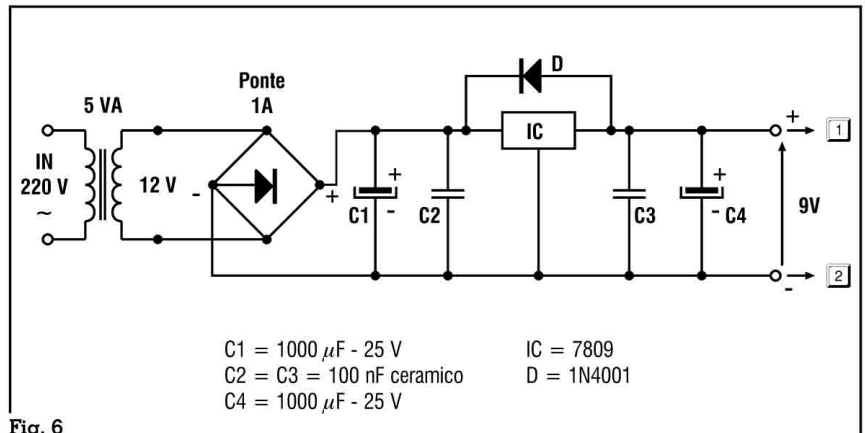 Ponte
1A
5 VA
D
IC
+
1
IN
220 V
~
12 V
-
+
+
-
C1
C2
C3
+
-
C4
9V
-
2
C1 = 1000 µF - 25 V
C2 = C3 = 100 nF ceramico
C4 = 1000 µF - 25 V
IC = 7809
D = 1N4001
Fig. 6